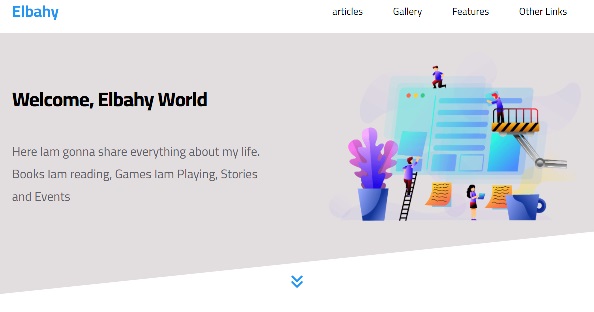 Elbahy
articles
Gallery
Features
Other Links
Welcome, Elbahy World
Here Iam gonna share everything about my life.
Books Iam reading, Games Iam Playing, Stories
and Events